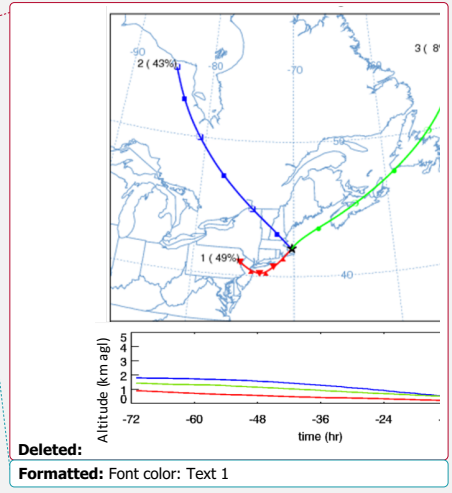 -90
-80
-70
2 ( 43%)
3 ( 8
1 ( 49%)
40
Altitude (km agl)
5
4
3
2
1
0
-72
-60
-48
-36
-24
time (hr)
Deleted:
Formatted: Font color: Text 1